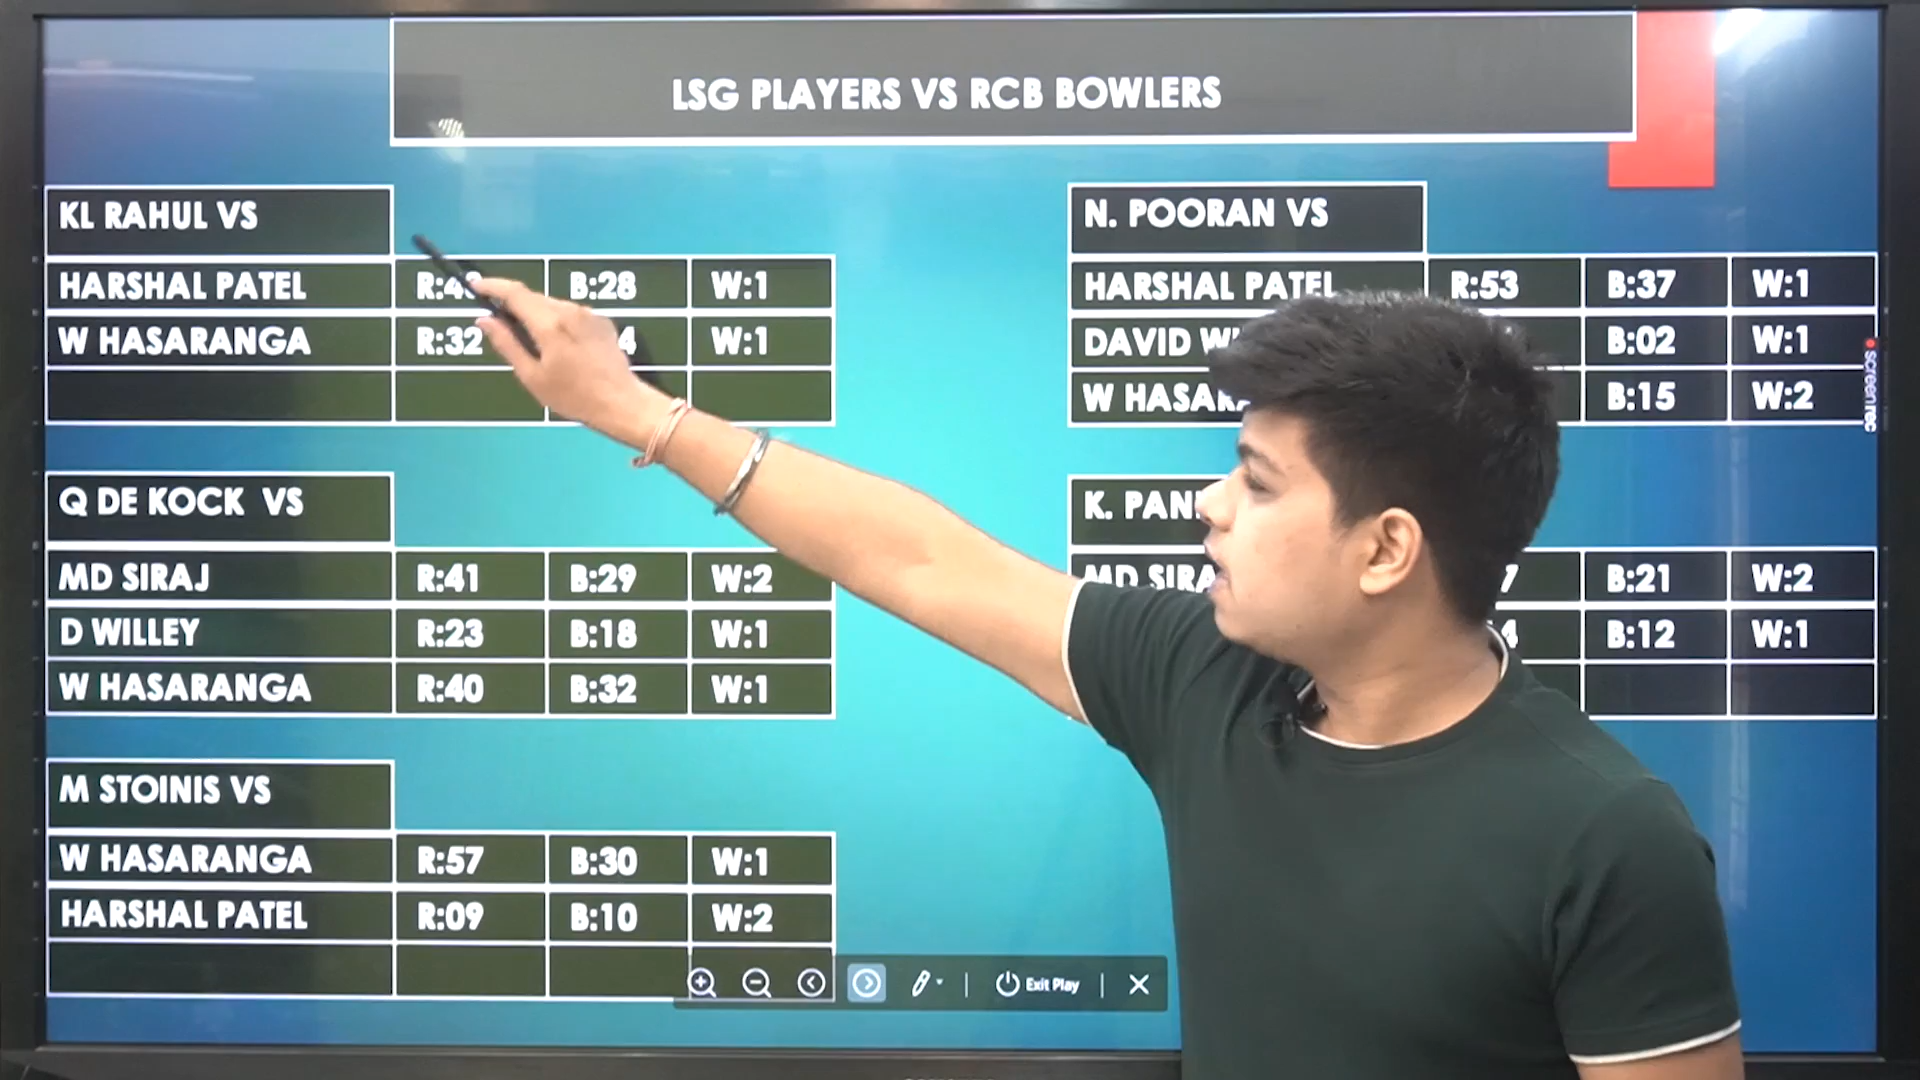 LSG PLAYERS VS RCB BOWLERS
KL RAHUL VS
HARSHAL PATEL B:28 W:1
W HASARANGA R:32 W:1
Q DE KOCK VS
MD SIRAJ R:41 B:29 W:2
D WILLEY R:23 B:18 W:1
W HASARANGA R:40 B:32 W:1
M STOINIS VS
W HASARANGA R:57 B:30 W:1
HARSHAL PATEL R:09 B:10 W:2
N. POORAN VS
HARSHAL PATEL R:53 B:37 W:1
DAVID B:02 W:1
W B:15 W:2
K.
MD B:21 W:2
B:12 W:1
Exit Play
screenrec